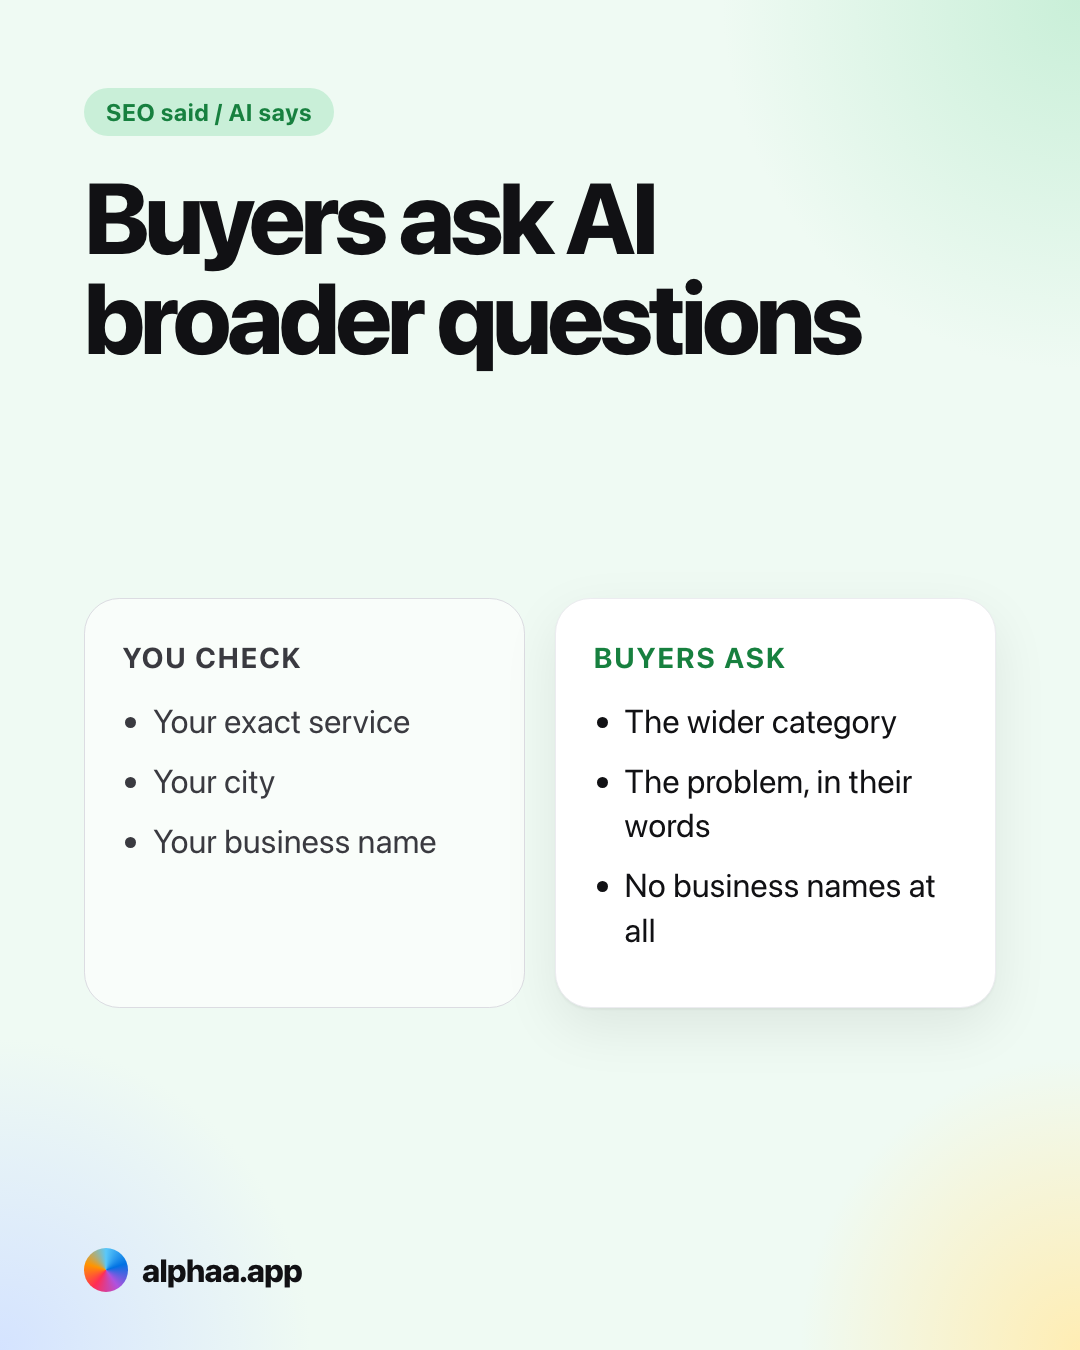 SEO said / AI says
Buyers ask AI
broader questions
YOU CHECK
• Your exact service
• Your city
• Your business name
BUYERS ASK
• The wider category
• The problem, in their
words
• No business names at
all
alphaa.app